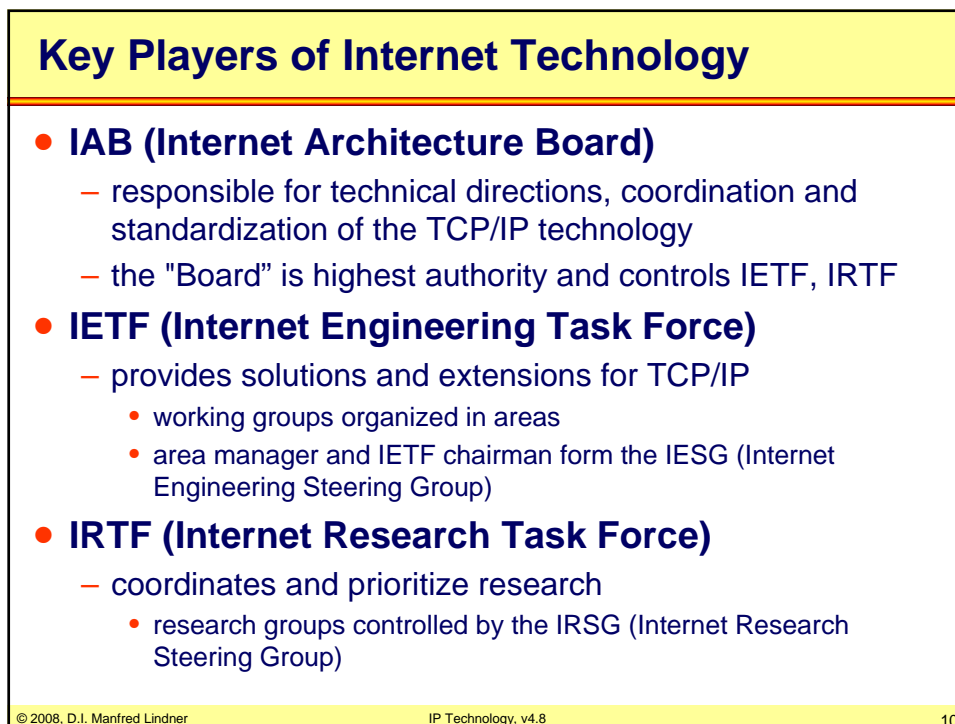 Key Players of Internet Technology
• IAB (Internet Architecture Board)
– responsible for technical directions, coordination and
standardization of the TCP/IP technology
– the "Board” is highest authority and controls IETF, IRTF
• IETF (Internet Engineering Task Force)
– provides solutions and extensions for TCP/IP
• working groups organized in areas
• area manager and IETF chairman form the IESG (Internet
Engineering Steering Group)
• IRTF (Internet Research Task Force)
– coordinates and prioritize research
• research groups controlled by the IRSG (Internet Research
Steering Group)
© 2008, D.I. Manfred Lindner IP Technology, v4.8 10